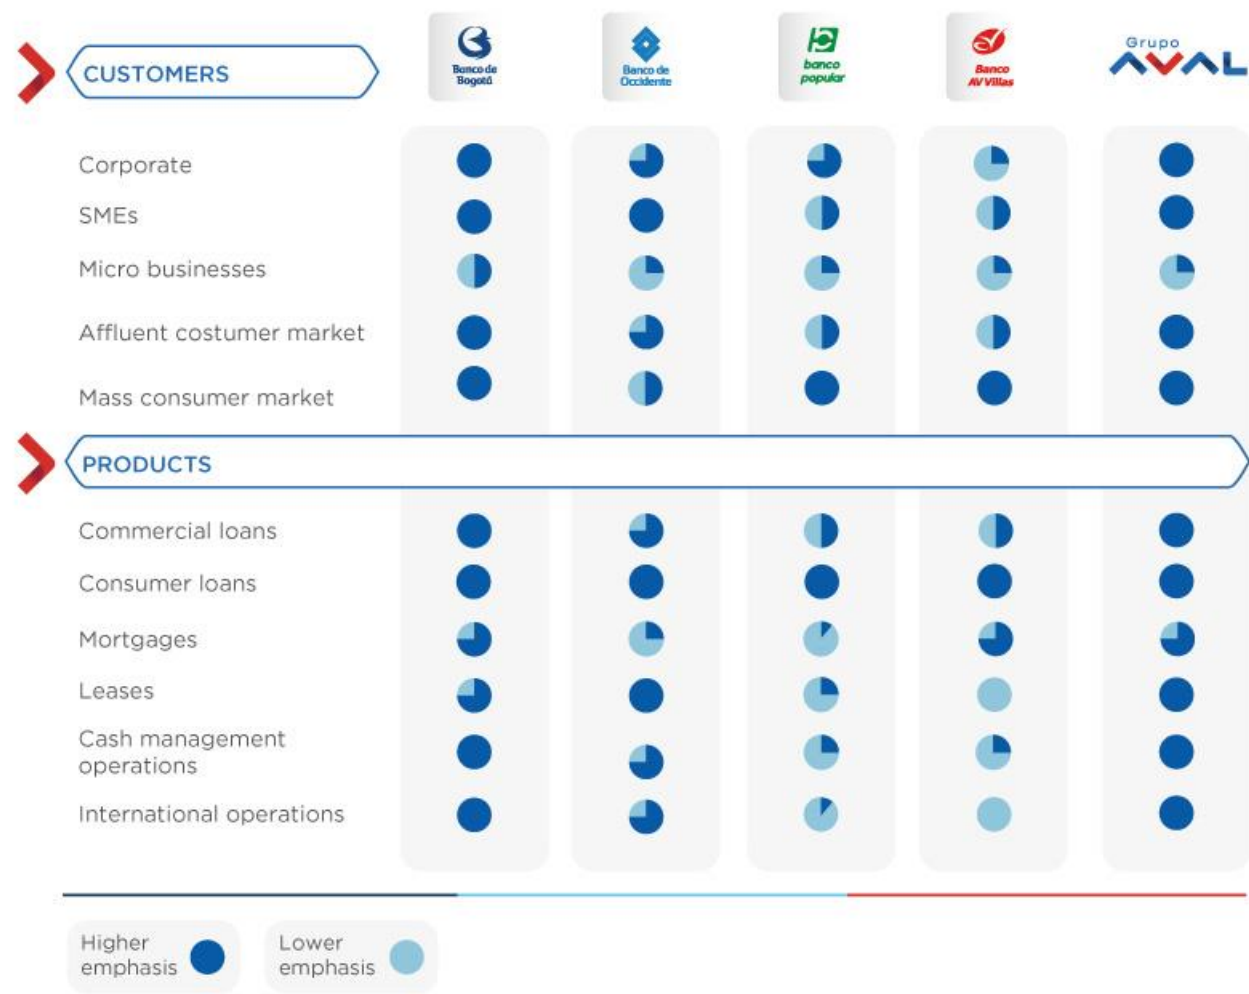 CUSTOMERS
Banco de
Bogotá
Banco de
Occidente
banco
popular
Banco
AV Villas
Grupo
AVAL
Corporate
SMEs
Micro businesses
Affluent costumer market
Mass consumer market
PRODUCTS
Commercial loans
Consumer loans
Mortgages
Leases
Cash management
operations
International operations
Higher
emphasis
Lower
emphasis